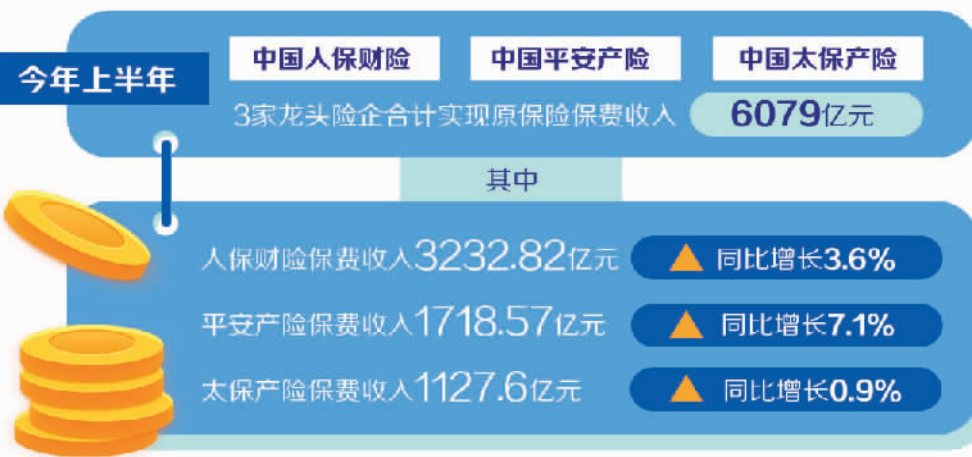 今年上半年
中国人保财险 中国平安产险 中国太保产险
3家龙头险企合计实现原保险保费收入 6079亿元
其中
人保财险保费收入3232.82亿元 同比增长3.6%
平安产险保费收入1718.57亿元 同比增长7.1%
太保产险保费收入1127.6亿元 同比增长0.9%